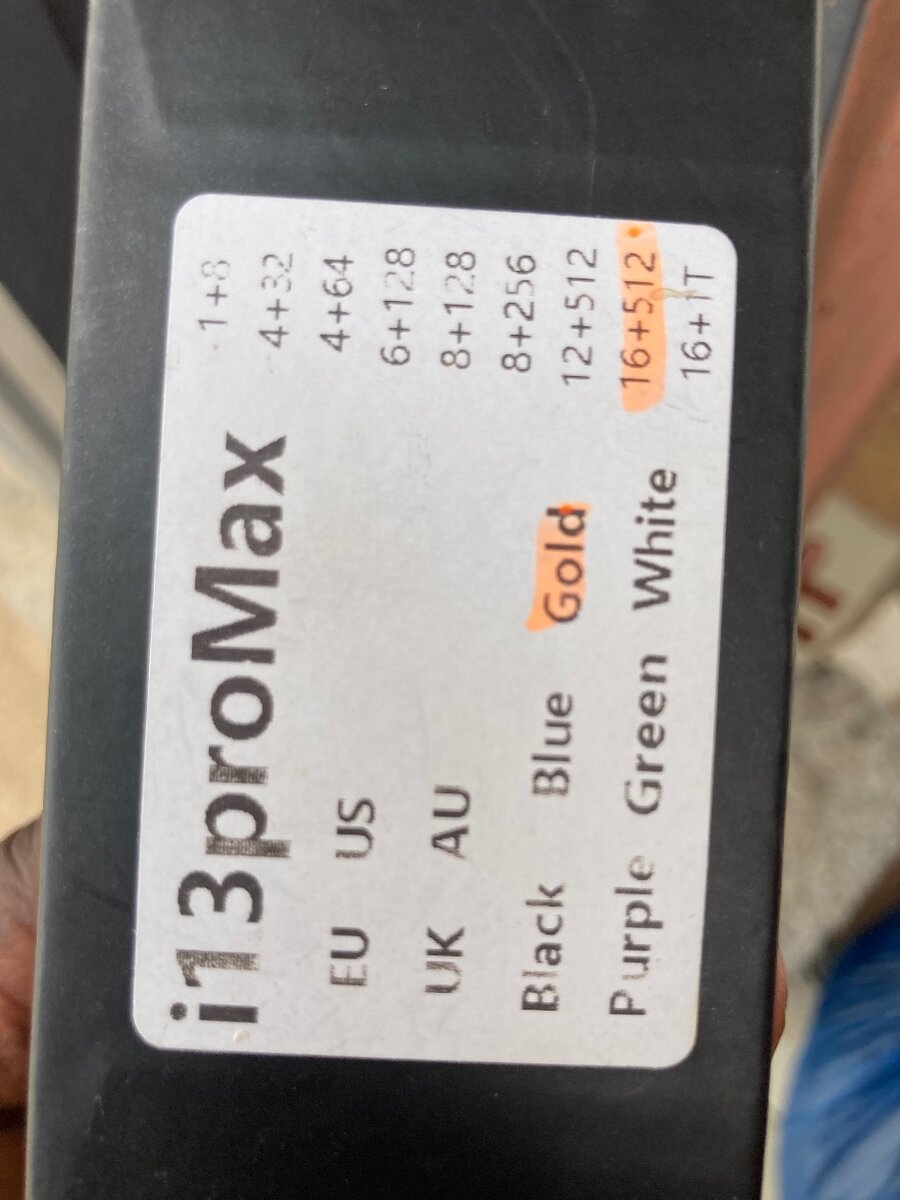 i13proMax
EU US
UK AU
Black Blue Gold
Purple Green White
1+8
4+32
4+64
6+128
8+128
8+256
12+512
16+512
16+1T